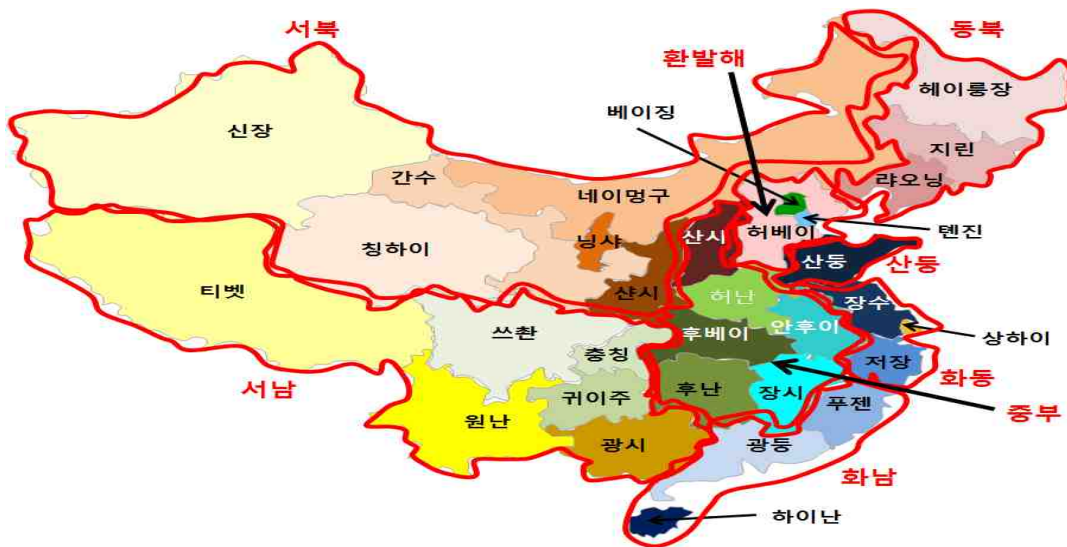 서북
동북
환발해
헤이룽장
베이징
신장
지린
간수
랴오닝
네이멍구
텐진
허베이
닝샤
산시
칭하이
산둥
산둥
티벳
샨시
허난
장수
쓰촨
안후이
후베이
상하이
충칭
저장
서남
화동
후난
장시
귀이주
푸젠
중부
원난
광시
광둥
화남
하이난